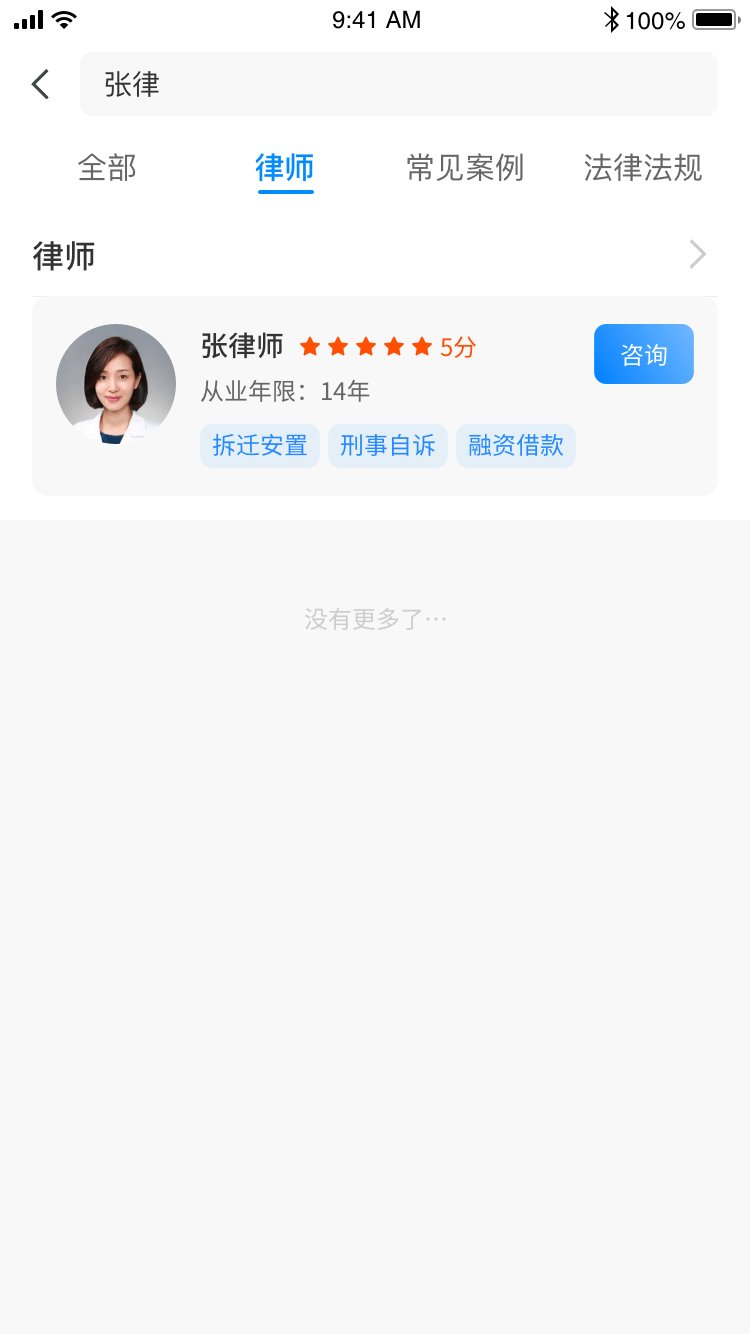 9:41 AM 100%
张律
全部 律师 常见案例 法律法规
律师
张律师 5分 咨询
从业年限：14年
拆迁安置 刑事自诉 融资借款
没有更多了…